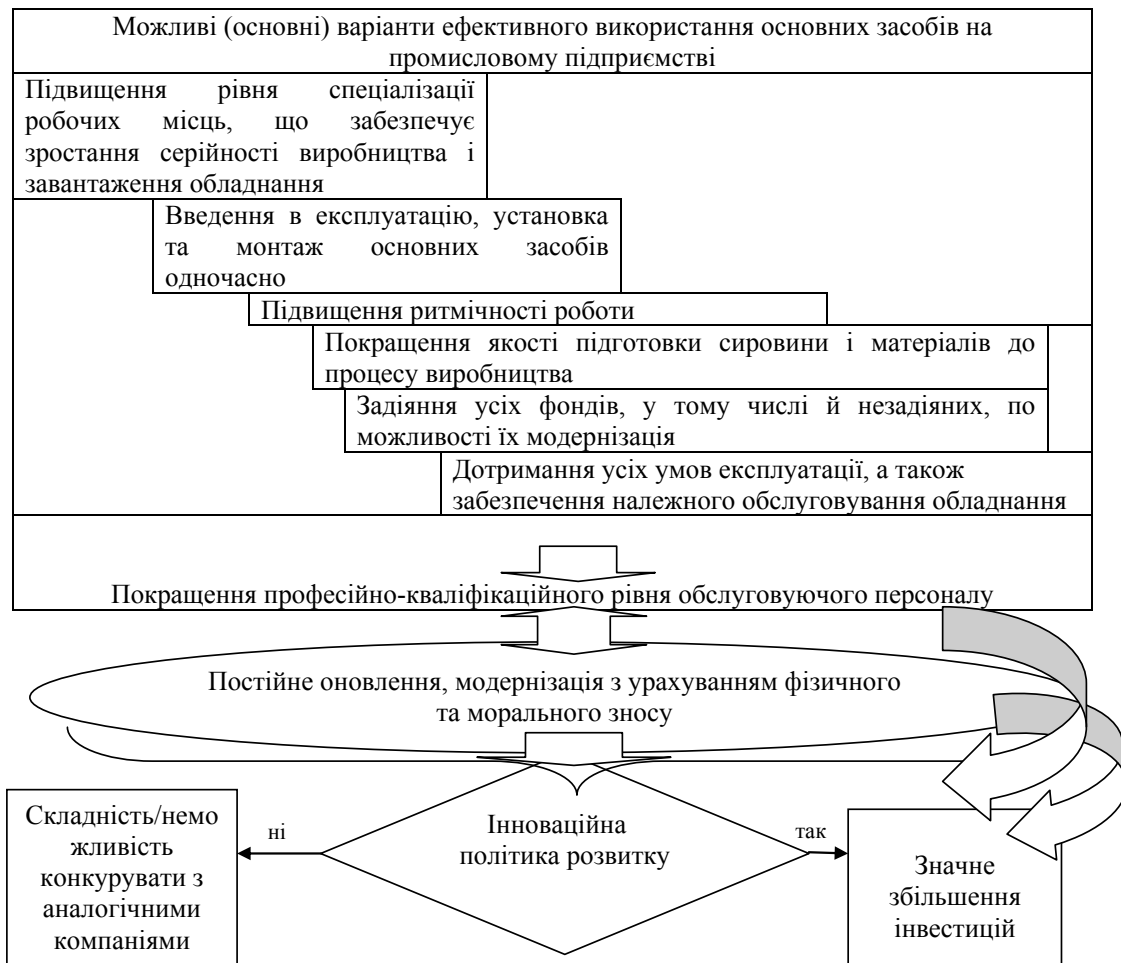 Можливі (основні) варіанти ефективного використання основних засобів на
промисловому підприємстві
Підвищення рівня спеціалізації
робочих місць, що забезпечує
зростання серійності виробництва і
завантаження обладнання
Введення в експлуатацію, установка
та монтаж основних засобів
одночасно
Підвищення ритмічності роботи
Покращення якості підготовки сировини і матеріалів до
процесу виробництва
Задіяння усіх фондів, у тому числі й незадіяних, по
можливості їх модернізація
Дотримання усіх умов експлуатації, а також
забезпечення належного обслуговування обладнання
Покращення професійно-кваліфікаційного рівня обслуговуючого персоналу
Постійне оновлення, модернізація з урахуванням фізичного
та морального зносу
Складність/немо
жливість
конкурувати з
аналогічними
компаніями
ні
Інноваційна
політика розвитку
так
Значне
збільшення
інвестицій